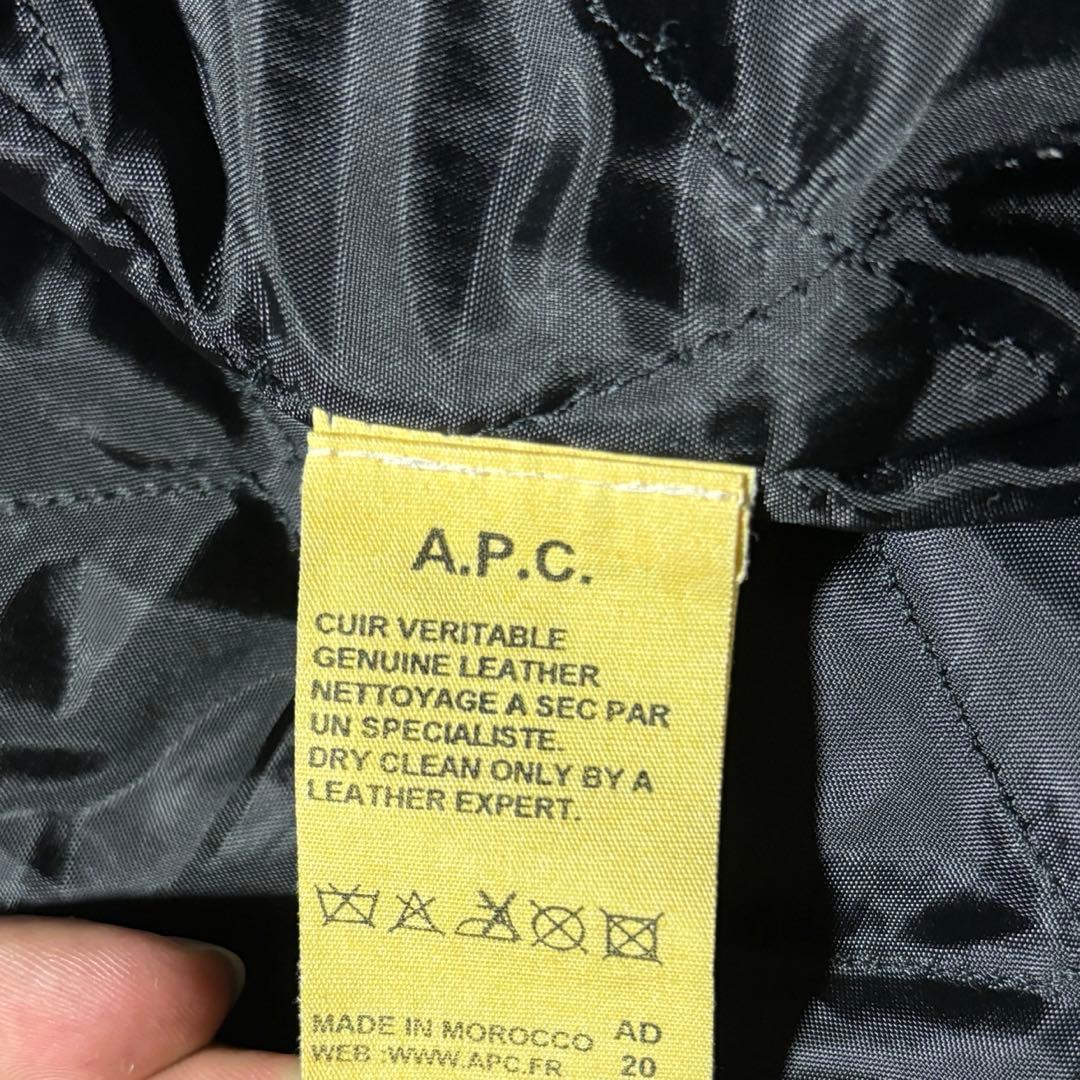 A.P.C.
CUIR VERITABLE
GENUINE LEATHER
NETTOYAGE A SEC PAR
UN SPECIALISTE.
DRY CLEAN ONLY BY A
LEATHER EXPERT.
MADE IN MOROCCO AD
WEB :WWW.APC.FR 20